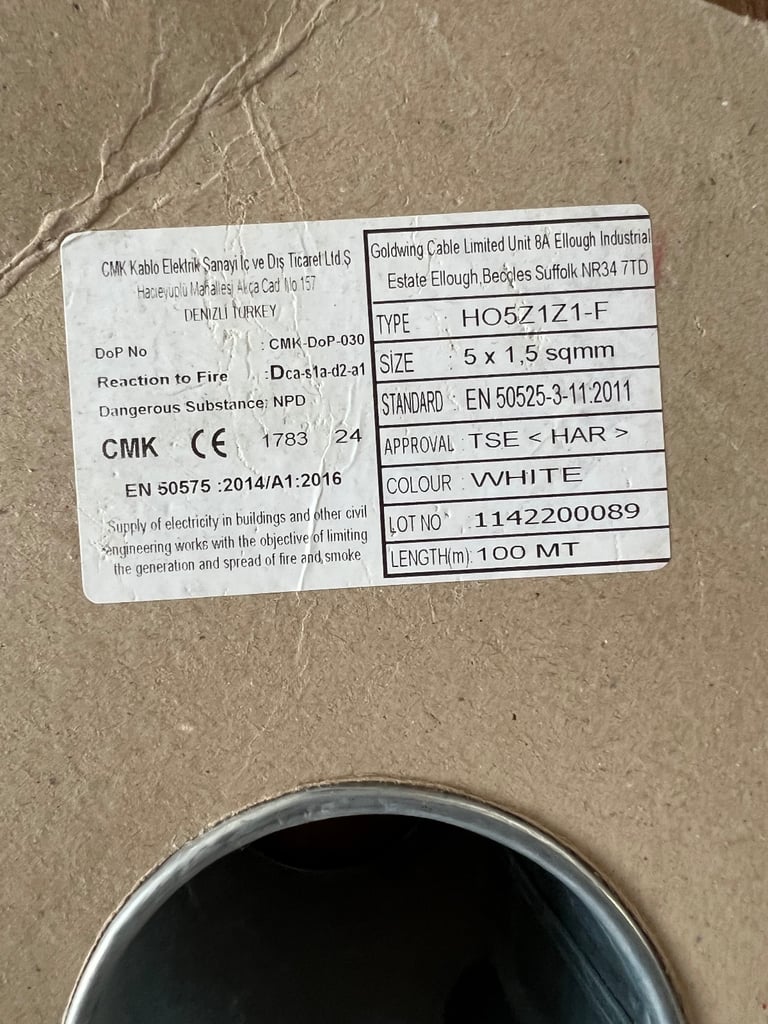 CMK Kablo Elektrik Sanayi İç ve Dış Ticaret Ltd.Ş
Hacıeyüplü Mahallesi Akça Cad. No 157
DENİZLİ TURKEY
DoP No : CMK-DoP-030
Reaction to Fire :Dca-s1a-d2-a1
Dangerous Substance: NPD
CMK CE 1783 24
EN 50575 :2014/A1:2016
Supply of electricity in buildings and other civil
engineering works with the objective of limiting
the generation and spread of fire and smoke
Goldwing Cable Limited Unit 8A Ellough Industrial
Estate Ellough,Beccles Suffolk NR34 7TD
TYPE : HO5Z1Z1-F
SİZE : 5 x 1,5 sqmm
STANDARD : EN 50525-3-11:2011
APPROVAL : TSE < HAR >
COLOUR : WHITE
LOT NO : 1142200089
LENGTH(m): 100 MT